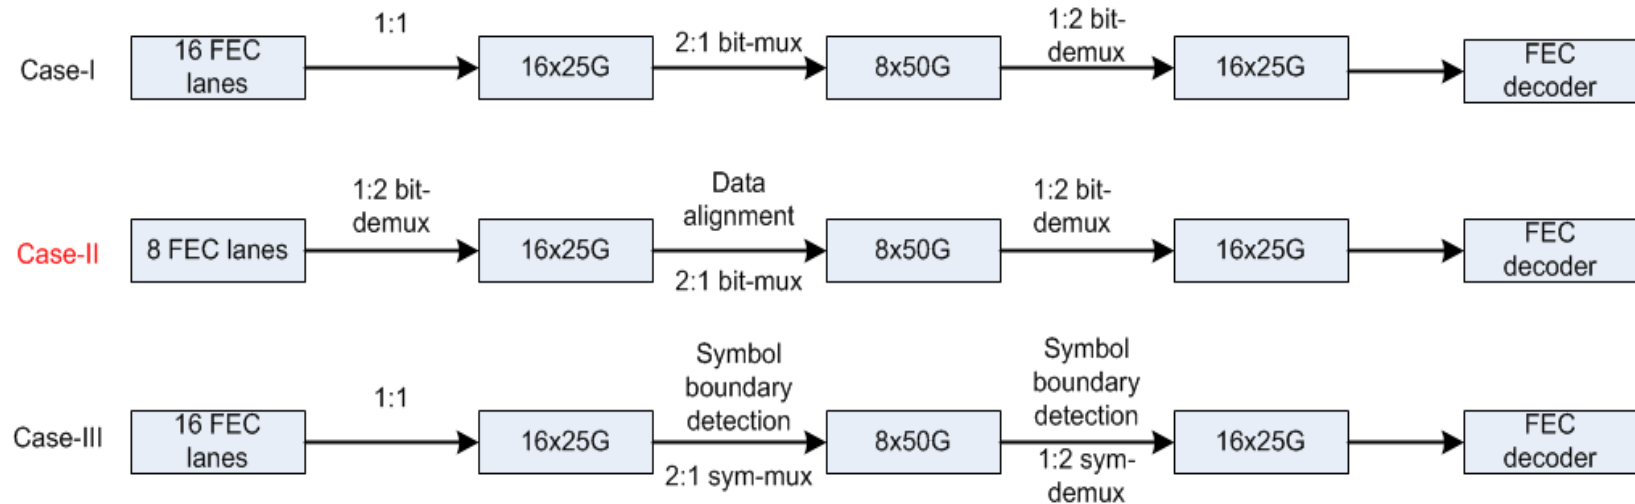 Case-I
16 FEC
lanes
1:1
16x25G
2:1 bit-mux
8x50G
1:2 bit-
demux
16x25G
FEC
decoder
Case-II
8 FEC lanes
1:2 bit-
demux
16x25G
Data
alignment
2:1 bit-mux
8x50G
1:2 bit-
demux
16x25G
FEC
decoder
Case-III
16 FEC
lanes
1:1
16x25G
Symbol
boundary
detection
2:1 sym-mux
8x50G
Symbol
boundary
detection
1:2 sym-
demux
16x25G
FEC
decoder